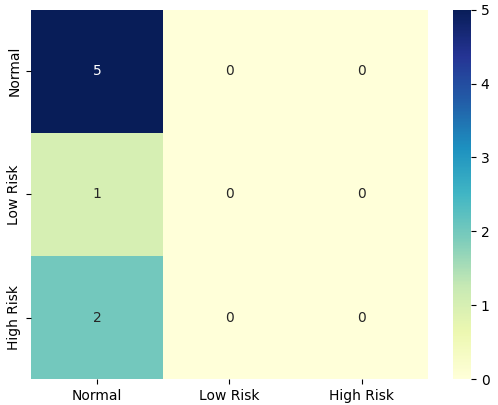 Normal
Low Risk
High Risk
5 0 0
1 0 0
2 0 0
Normal Low Risk High Risk
5
4
3
2
1
0